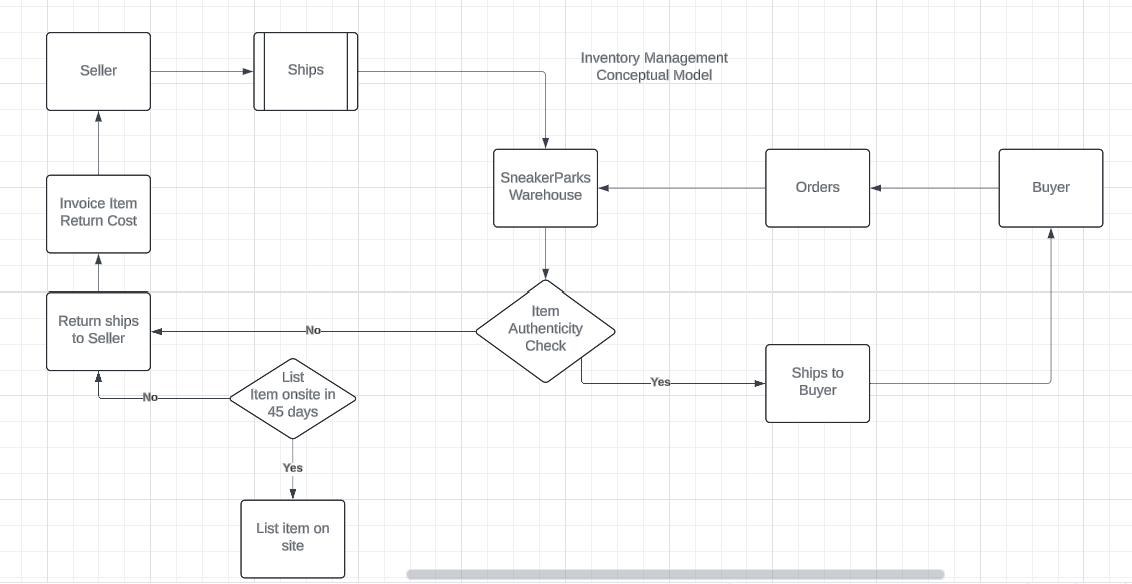 Seller
Ships
Inventory Management
Conceptual Model
SneakerParks
Warehouse
Orders
Buyer
Invoice Item
Return Cost
Return ships
to Seller
No
Item
Authenticity
Check
Yes
Ships to
Buyer
List
Item onsite in
45 days
No
Yes
List item on
site